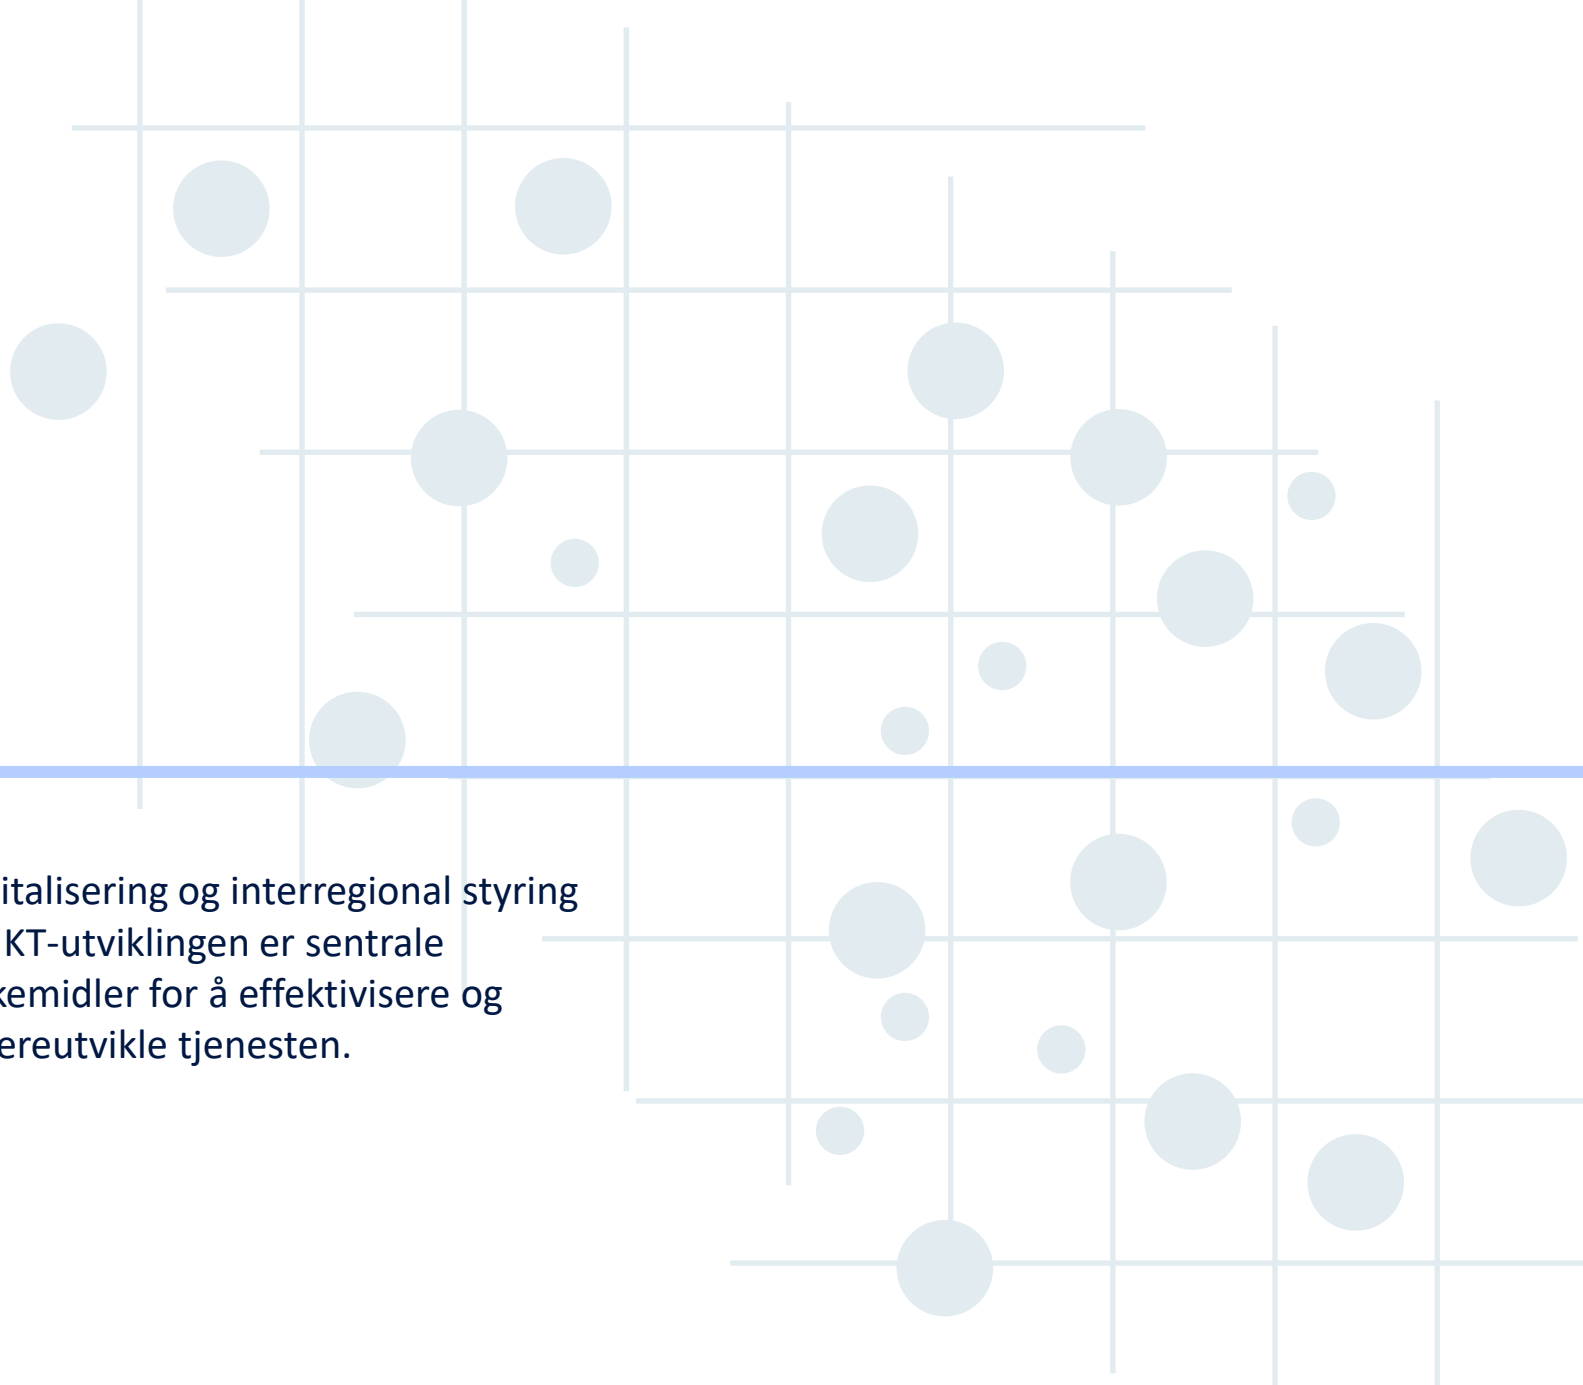 italisering og interregional styring
KT-utviklingen er sentrale
kemidler for å effektivisere og
ereutvikle tjenesten.